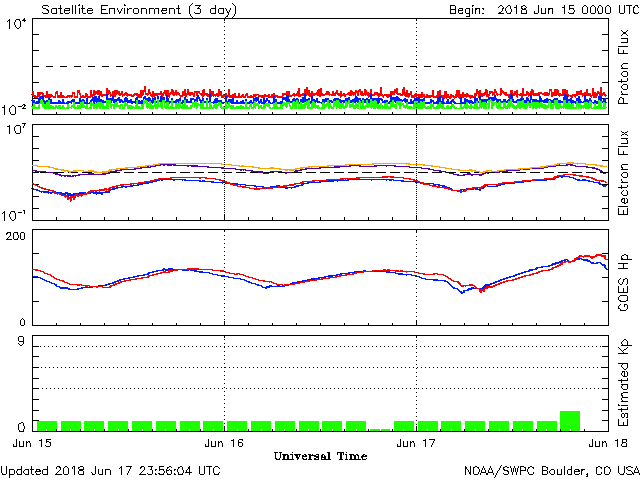 Satellite Environment (3 day) Begin: 2018 Jun 15 0000 UTC
10^4
10^-2
Proton Flux
10^7
10^-1
Electron Flux
200
0
GOES Hp
9
0
Estimated Kp
Jun 15 Jun 16 Jun 17 Jun 18
Universal Time
Updated 2018 Jun 17 23:56:04 UTC NOAA/SWPC Boulder, CO USA